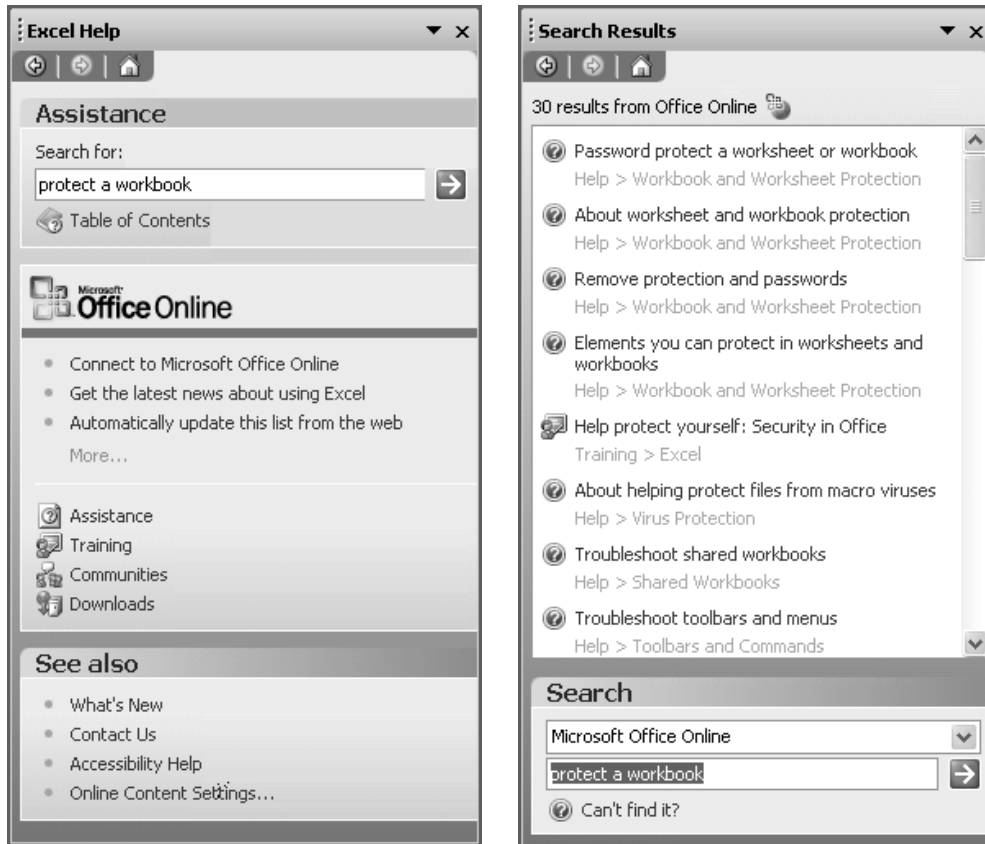 Excel Help
Assistance
Search for:
protect a workbook
Table of Contents
Microsoft
Office Online
Connect to Microsoft Office Online
Get the latest news about using Excel
Automatically update this list from the web
More...
Assistance
Training
Communities
Downloads
See also
What's New
Contact Us
Accessibility Help
Online Content Settings...
Search Results
30 results from Office Online
Password protect a worksheet or workbook
Help > Workbook and Worksheet Protection
About worksheet and workbook protection
Help > Workbook and Worksheet Protection
Remove protection and passwords
Help > Workbook and Worksheet Protection
Elements you can protect in worksheets and
workbooks
Help > Workbook and Worksheet Protection
Help protect yourself: Security in Office
Training > Excel
About helping protect files from macro viruses
Help > Virus Protection
Troubleshoot shared workbooks
Help > Shared Workbooks
Troubleshoot toolbars and menus
Help > Toolbars and Commands
Search
Microsoft Office Online
protect a workbook
Can't find it?